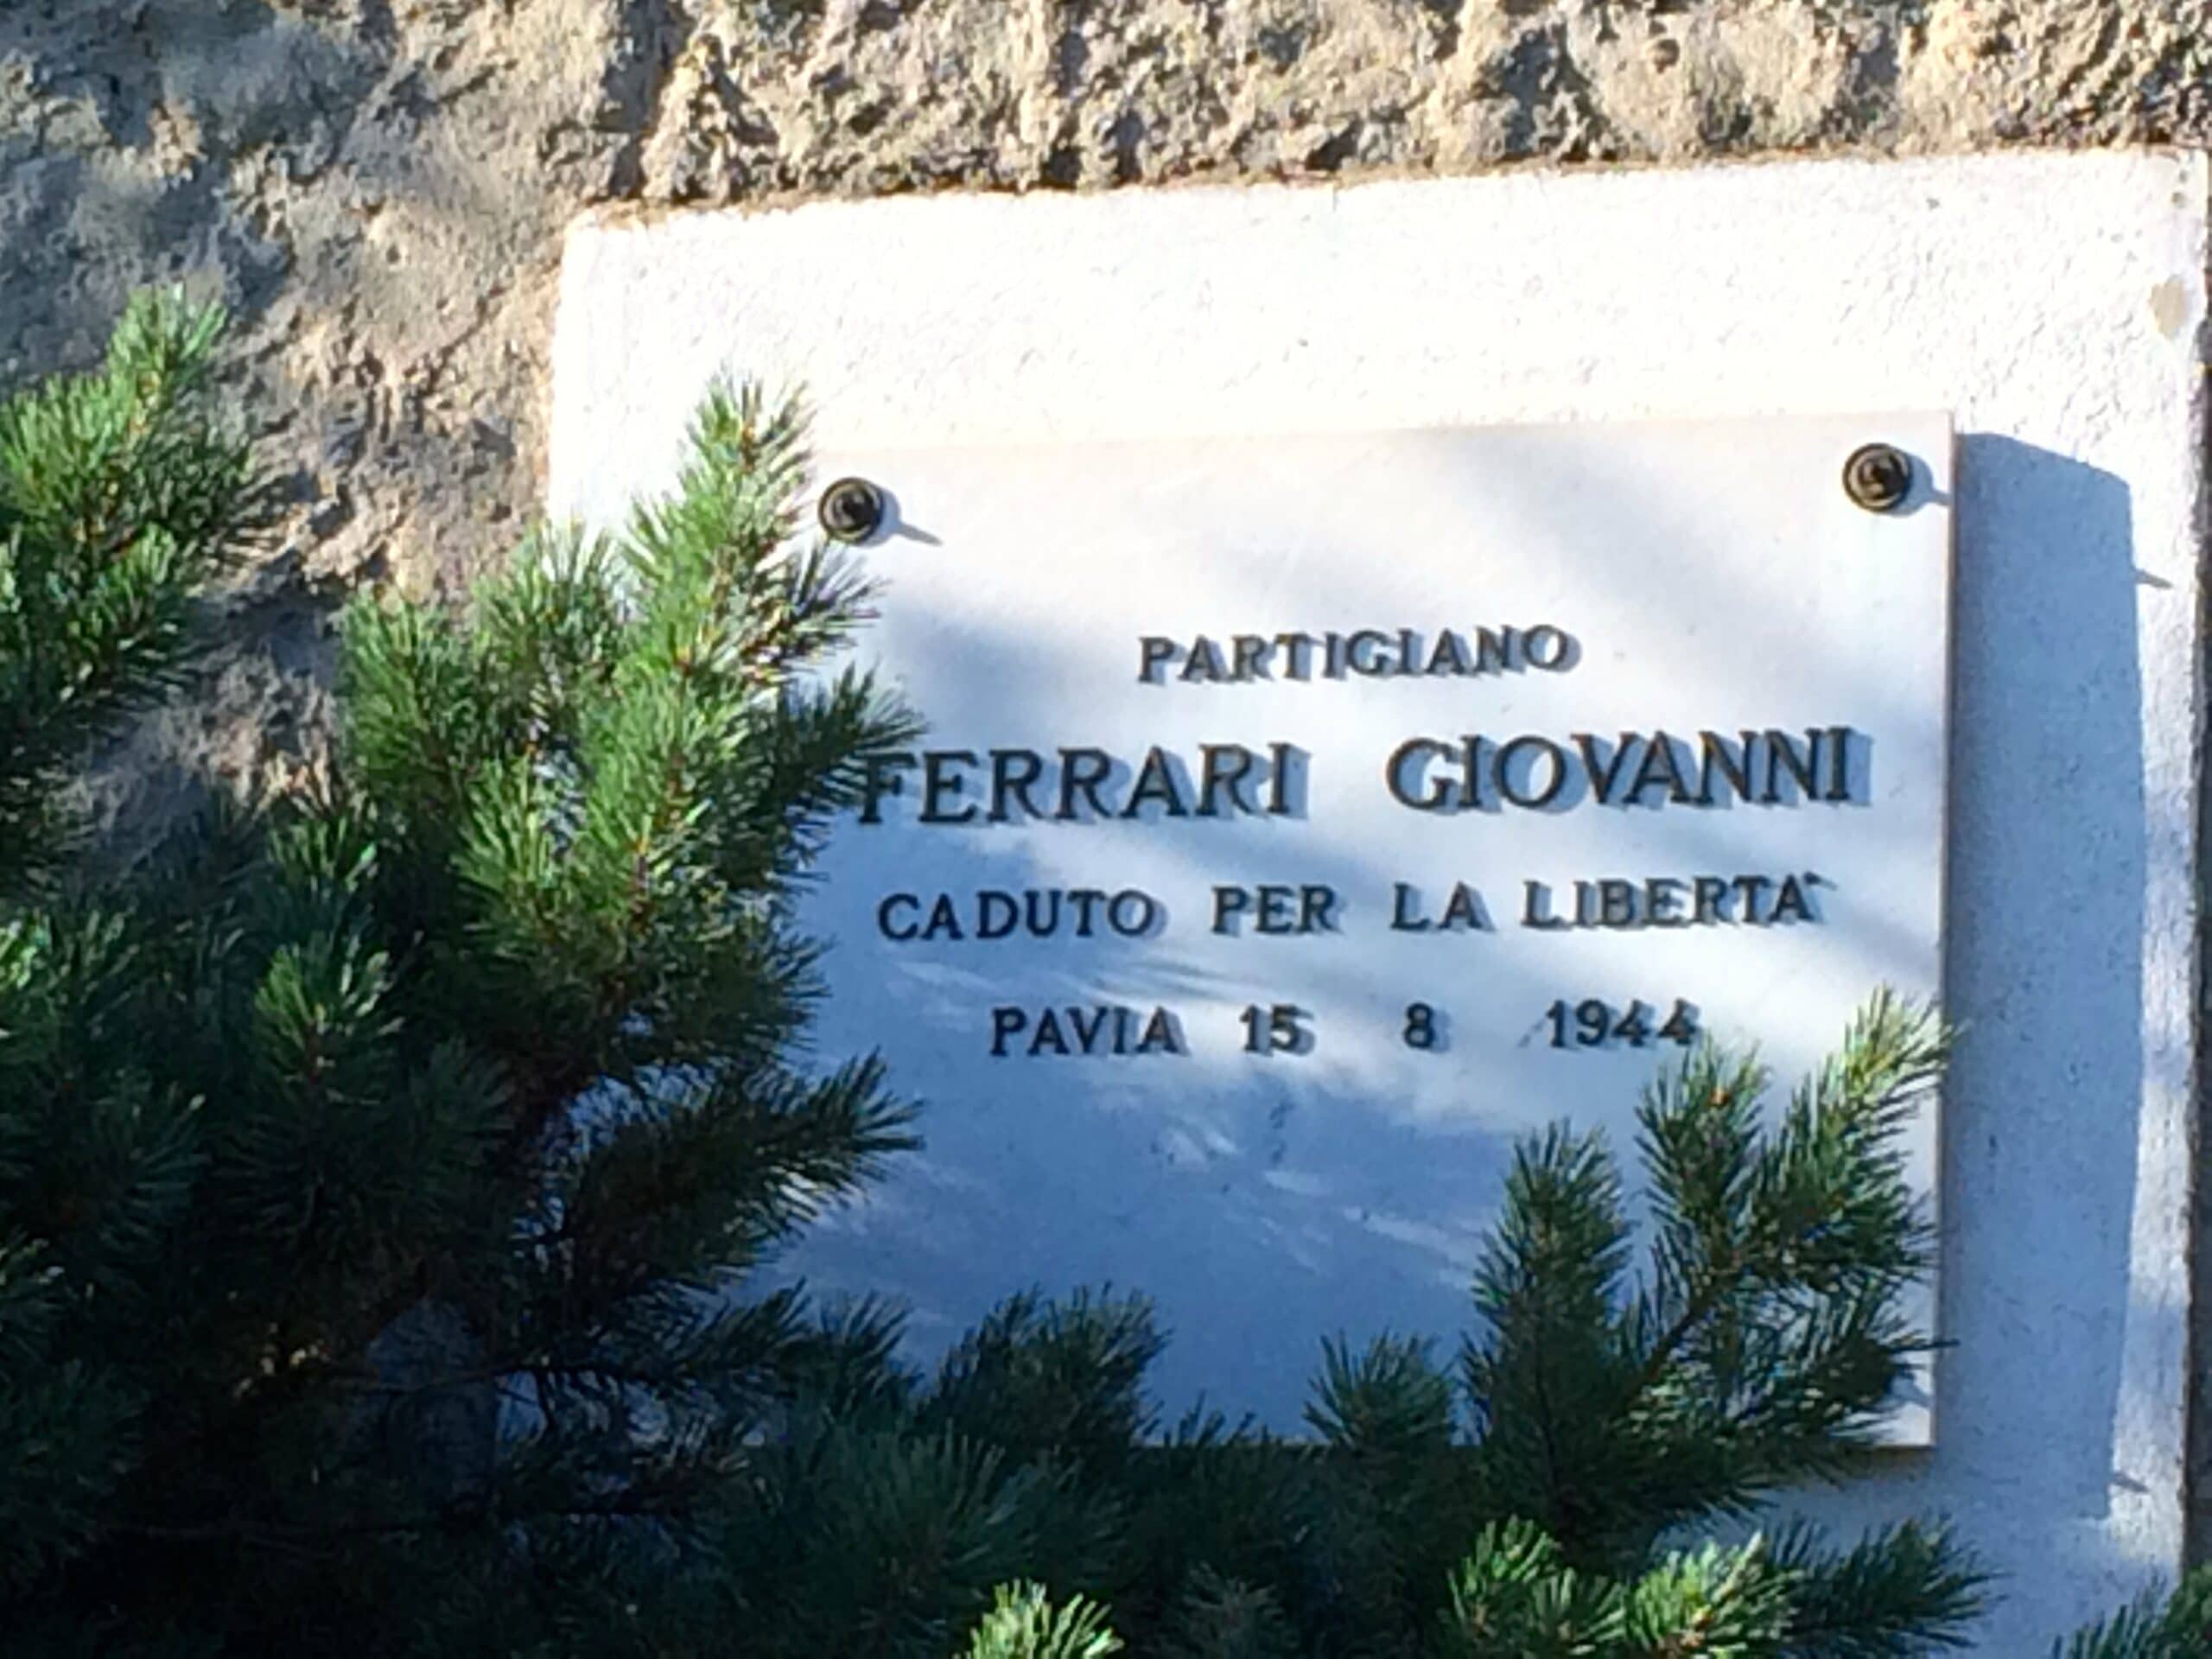 PARTIGIANO
FERRARI GIOVANNI
CADUTO PER LA LIBERTA'
PAVIA 15 8 1944